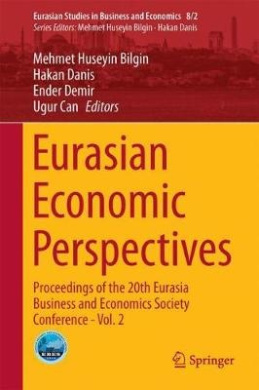 Eurasian Studies in Business and Economics 8/2
Series Editors: Mehmet Huseyin Bilgin · Hakan Danis
Mehmet Huseyin Bilgin
Hakan Danis
Ender Demir
Ugur Can Editors
Eurasian
Economic
Perspectives
Proceedings of the 20th Eurasia
Business and Economics Society
Conference - Vol. 2
EBES
Springer